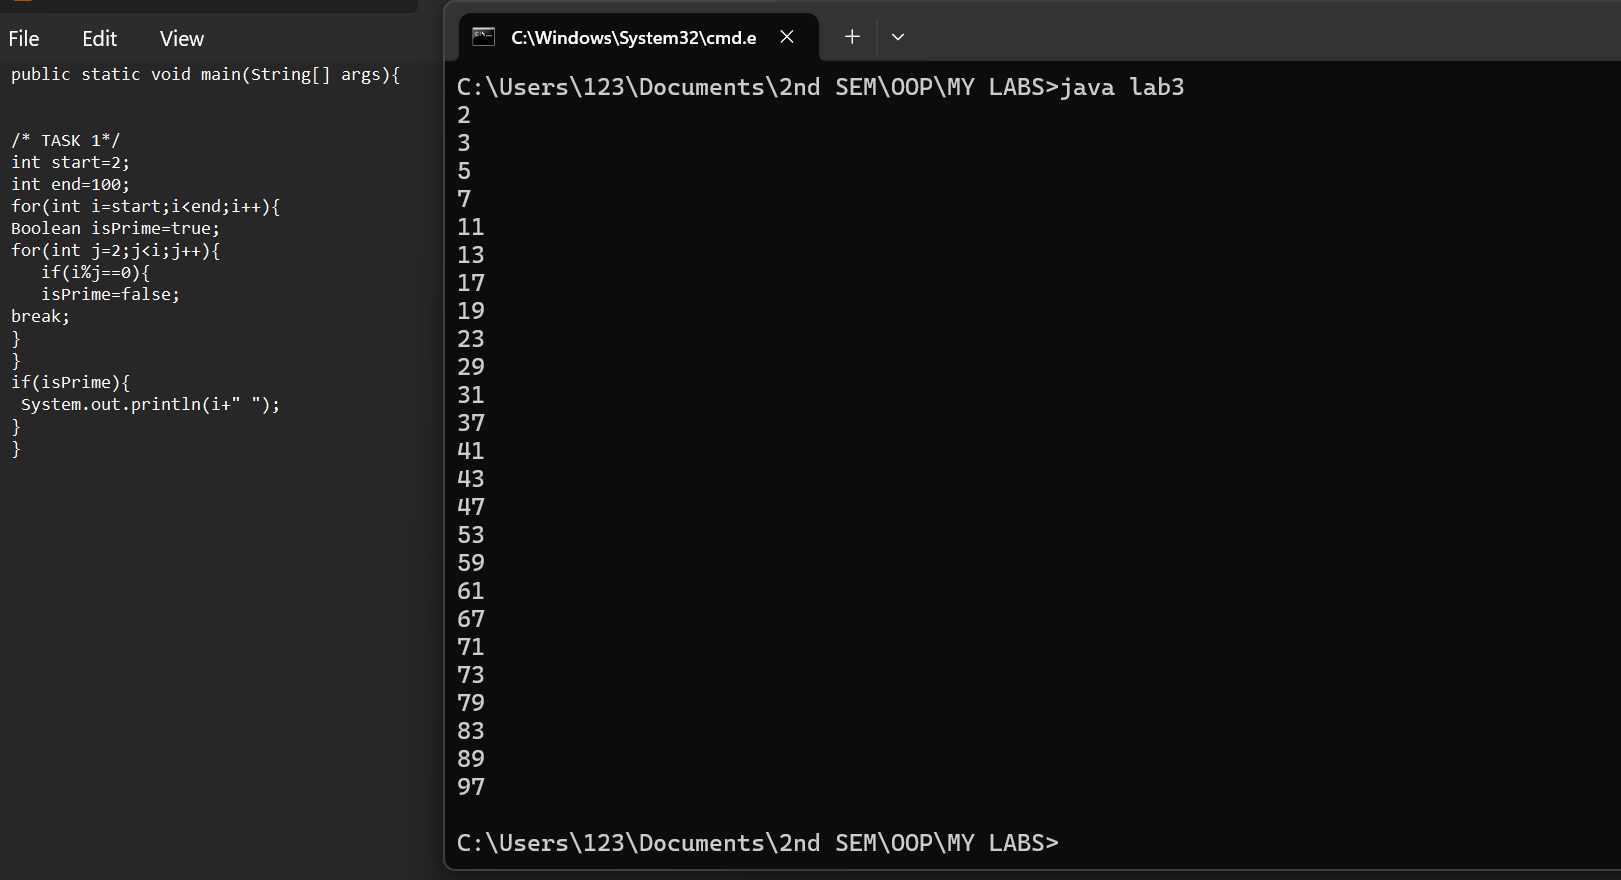 File Edit View
public static void main(String[] args){
/* TASK 1*/
int start=2;
int end=100;
for(int i=start;i<end;i++){
Boolean isPrime=true;
for(int j=2;j<i;j++){
   if(i%j==0){
   isPrime=false;
break;
}
}
if(isPrime){
 System.out.println(i+" ");
}
}
C:\Windows\System32\cmd.e
C:\Users\123\Documents\2nd SEM\OOP\MY LABS>java lab3
2
3
5
7
11
13
17
19
23
29
31
37
41
43
47
53
59
61
67
71
73
79
83
89
97
C:\Users\123\Documents\2nd SEM\OOP\MY LABS>